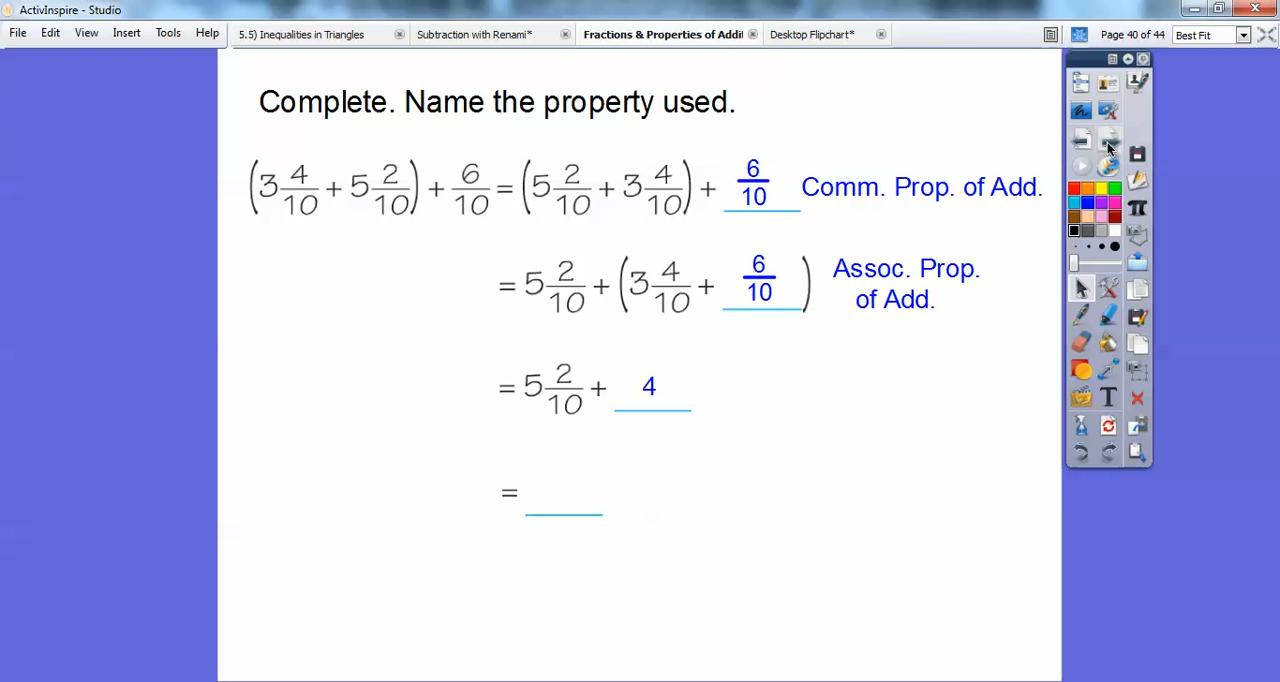 ActivInspire - Studio
File Edit View Insert Tools Help
5.5) Inequalities in Triangles Subtraction with Renami* Fractions & Properties of Addit Desktop Flipchart* Page 40 of 44 Best Fit
Complete. Name the property used.
(3 4/10 + 5 2/10) + 6/10 = (5 2/10 + 3 4/10) + 6/10 Comm. Prop. of Add.
= 5 2/10 + (3 4/10 + 6/10) Assoc. Prop.
of Add.
= 5 2/10 + 4
=